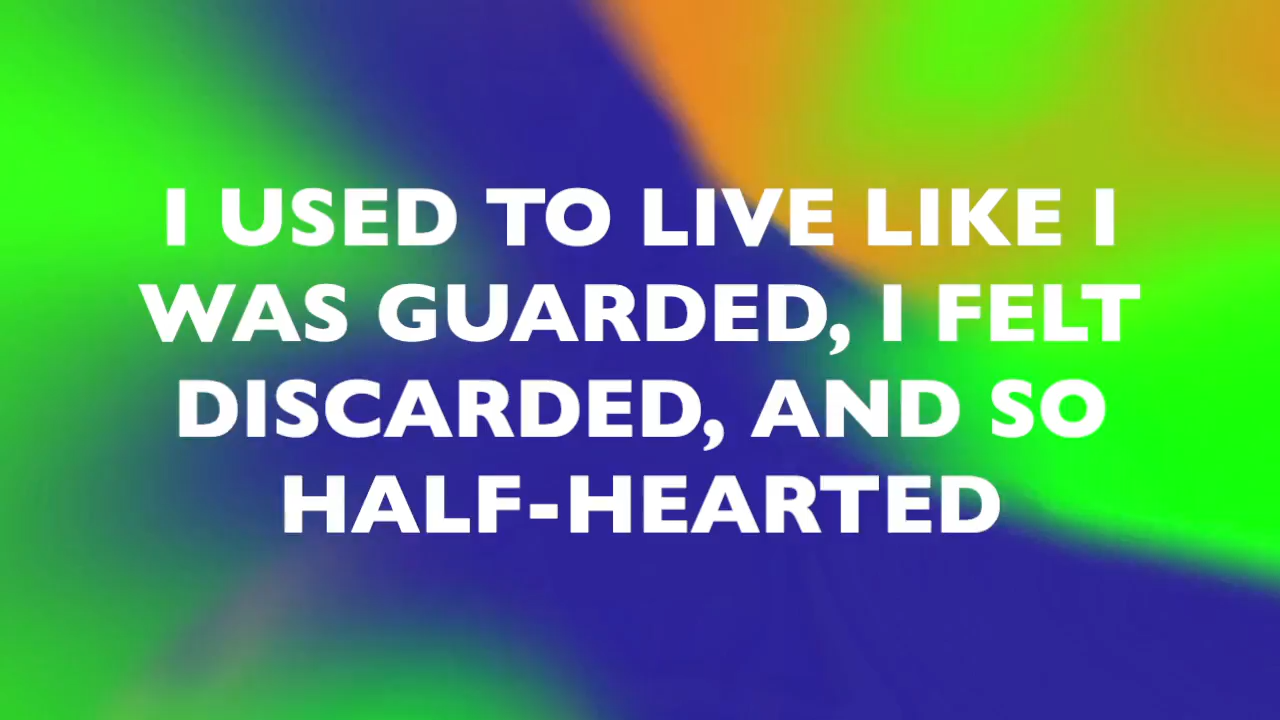 I USED TO LIVE LIKE I
WAS GUARDED, I FELT
DISCARDED, AND SO
HALF-HEARTED